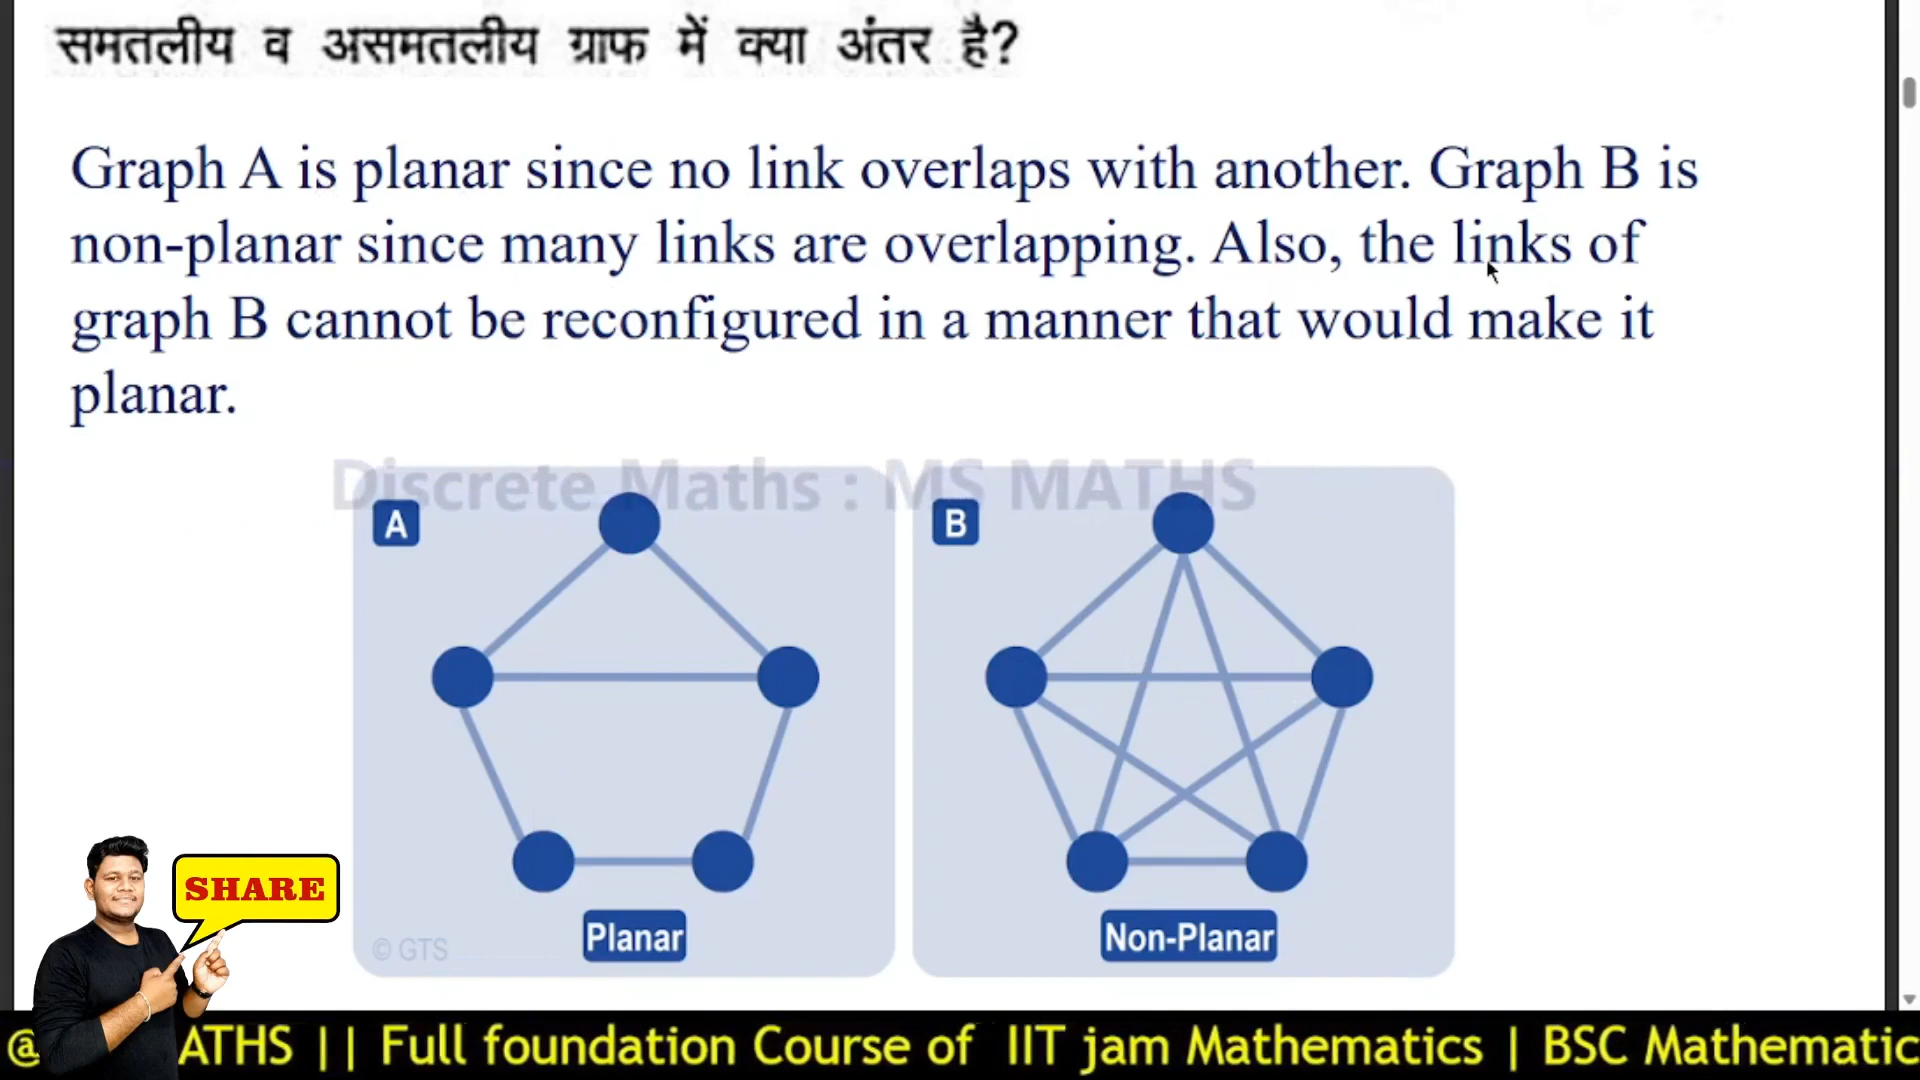 समतलीय व असमतलीय ग्राफ में क्या अंतर है?
Graph A is planar since no link overlaps with another. Graph B is
non-planar since many links are overlapping. Also, the links of
graph B cannot be reconfigured in a manner that would make it
planar.
Discrete Maths : MS MATHS
A
B
SHARE
© GTS
Planar
Non-Planar
@ ATHS || Full foundation Course of IIT jam Mathematics | BSC Mathematic